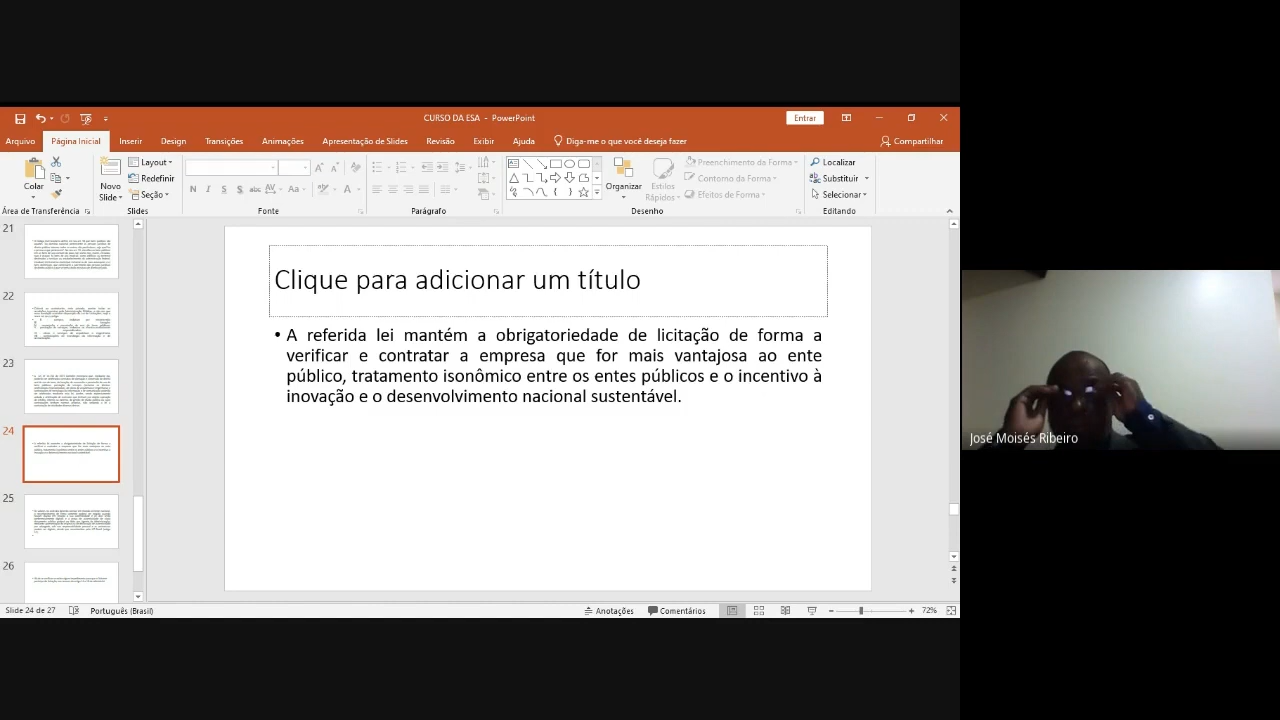 CURSO DA ESA - PowerPoint
Entrar
Arquivo Página Inicial Inserir Design Transições Animações Apresentação de Slides Revisão Exibir Ajuda Diga-me o que você deseja fazer Compartilhar
Colar
Área de Transferência
Novo Slide
Layout
Redefinir
Seção
Slides
N I S S abc AV Aa A
Fonte
Parágrafo
Organizar
Estilos Rápidos
Preenchimento da Forma
Contorno da Forma
Efeitos de Forma
Desenho
Localizar
Substituir
Selecionar
Editando
21
22
23
24
25
26
Clique para adicionar um título
• A referida lei mantém a obrigatoriedade de licitação de forma a
verificar e contratar a empresa que for mais vantajosa ao ente
público, tratamento isonomico entre os entes públicos e o incentivo à
inovação e o desenvolvimento nacional sustentável.
José Moisés Ribeiro
Slide 24 de 27 Português (Brasil) Anotações Comentários 72%